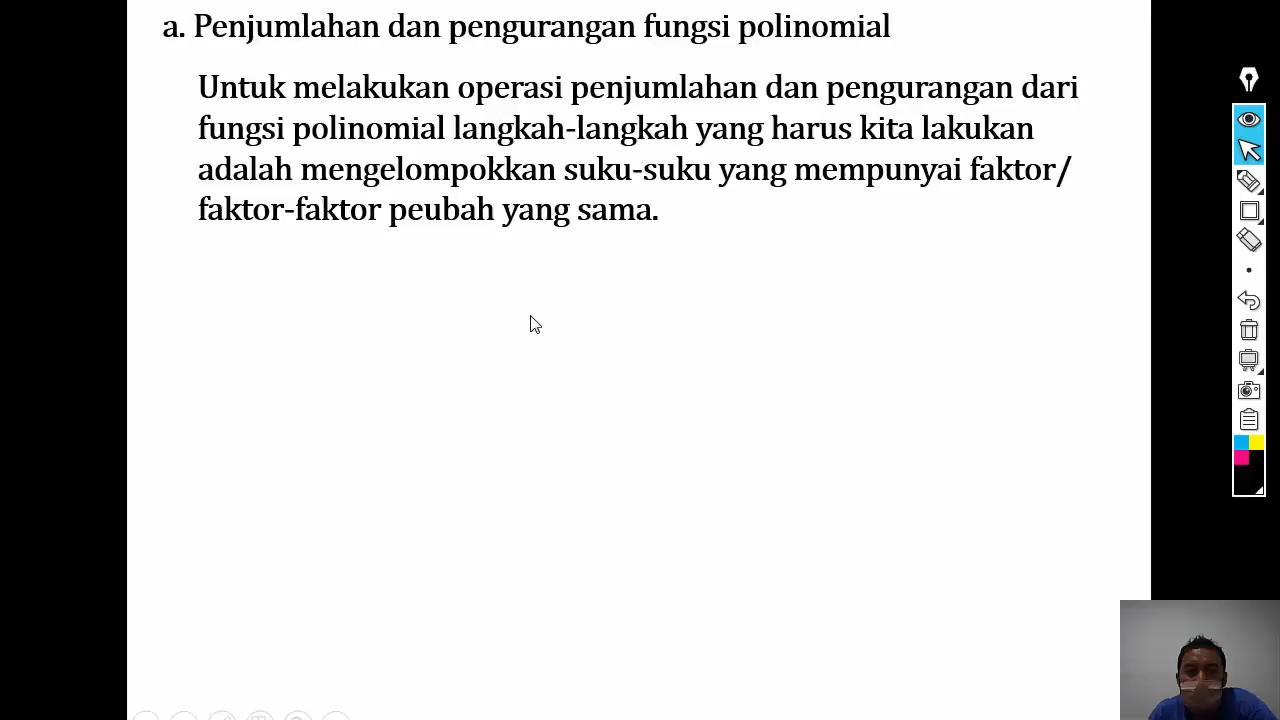 a. Penjumlahan dan pengurangan fungsi polinomial
Untuk melakukan operasi penjumlahan dan pengurangan dari
fungsi polinomial langkah-langkah yang harus kita lakukan
adalah mengelompokkan suku-suku yang mempunyai faktor/
faktor-faktor peubah yang sama.